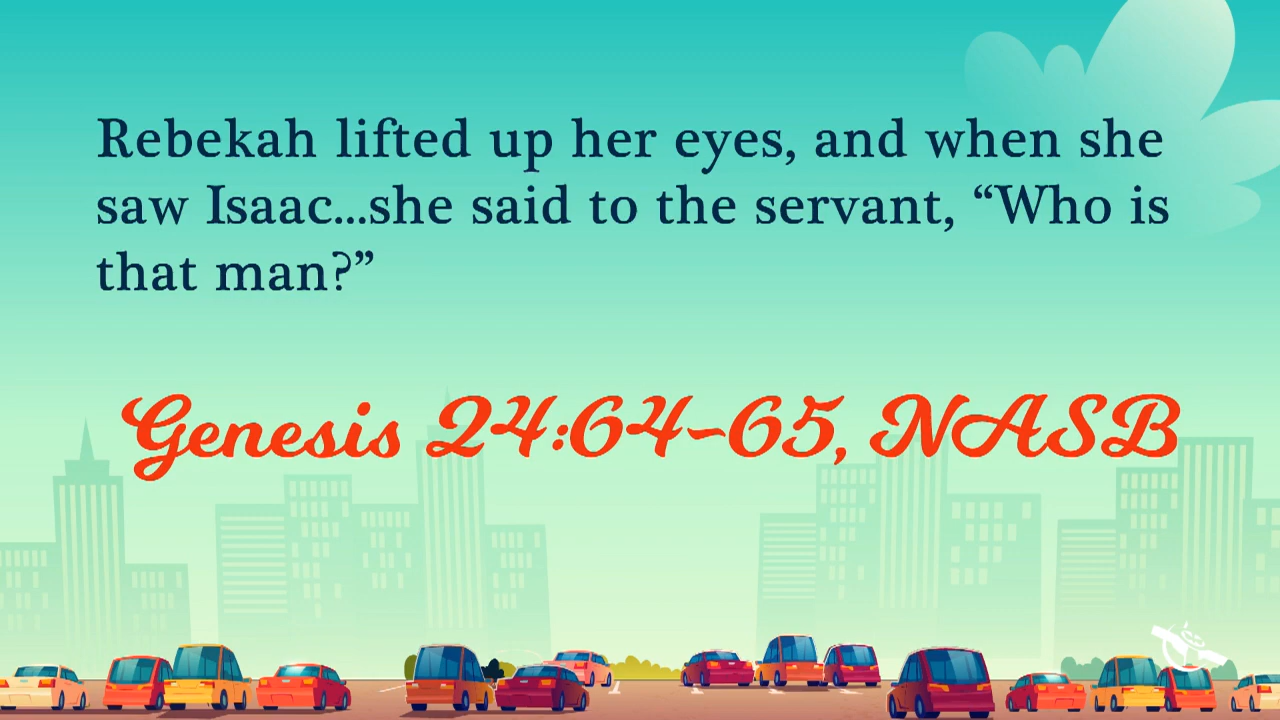 Rebekah lifted up her eyes, and when she
saw Isaac...she said to the servant, “Who is
that man?”
Genesis 24:64-65, NASB